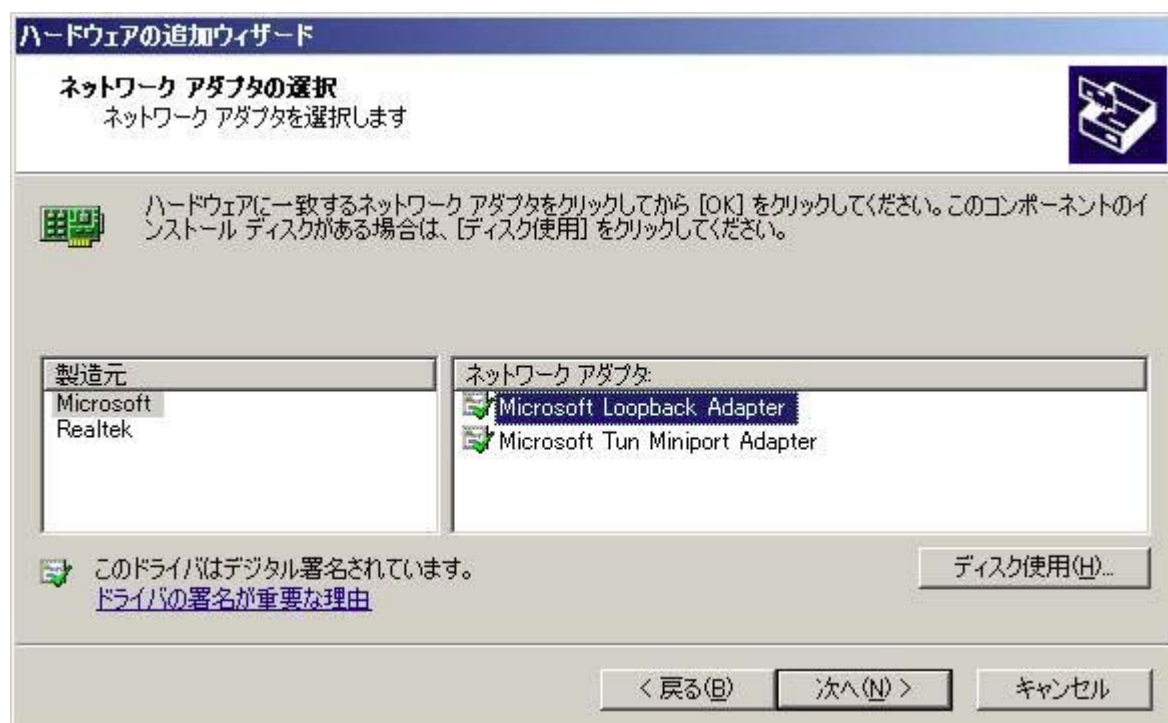 ハードウェアの追加ウィザード
ネットワーク アダプタの選択
ネットワーク アダプタを選択します
ハードウェアに一致するネットワーク アダプタをクリックしてから [OK] をクリックしてください。このコンポーネントのイ
ンストール ディスクがある場合は、[ディスク使用] をクリックしてください。
製造元
Microsoft
Realtek
ネットワーク アダプタ:
Microsoft Loopback Adapter
Microsoft Tun Miniport Adapter
このドライバはデジタル署名されています。
ドライバの署名が重要な理由
ディスク使用(H)...
< 戻る(B)
次へ(N) >
キャンセル